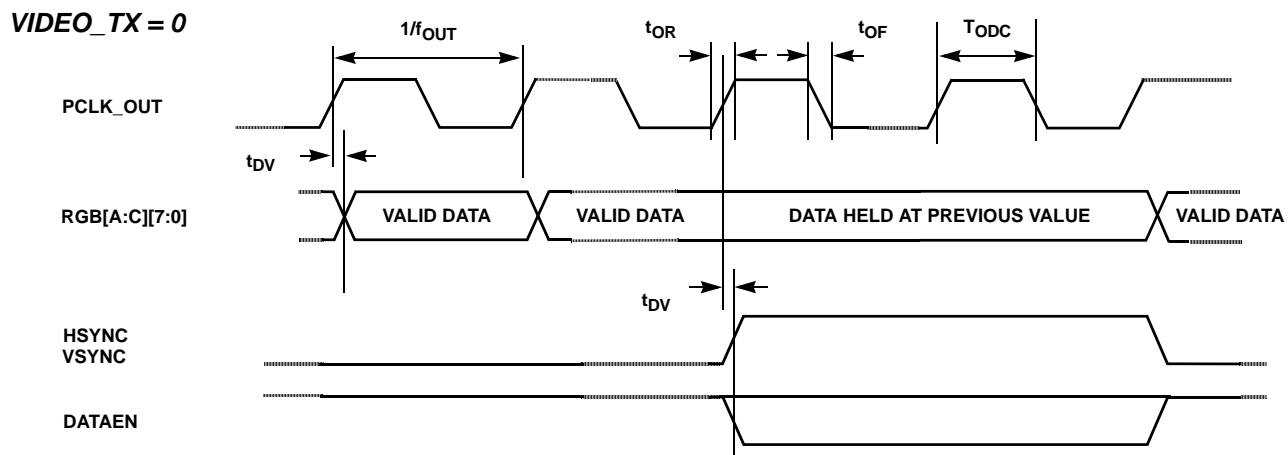 VIDEO_TX = 0
1/fOUT
tOR
tOF
TODC
PCLK_OUT
tDV
RGB[A:C][7:0]
VALID DATA
VALID DATA
DATA HELD AT PREVIOUS VALUE
VALID DATA
tDV
HSYNC
VSYNC
DATAEN